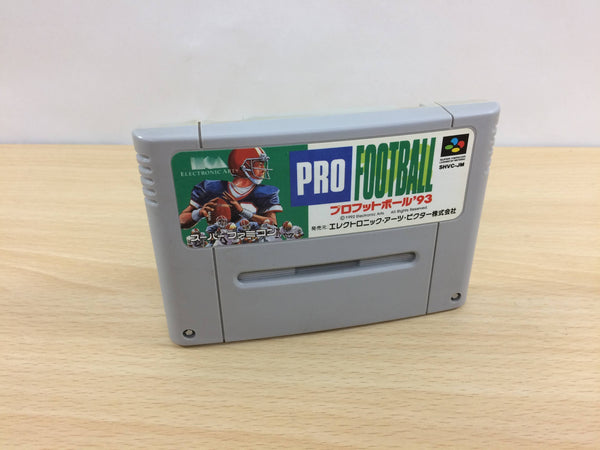 ELECTRONIC ARTS
PRO FOOTBALL
プロフットボール'93
©1992 Electronic Arts All Rights Reserved.
発売元: エレクトロニック・アーツ・ビクター株式会社
スーパーファミコン
SHVC-JM